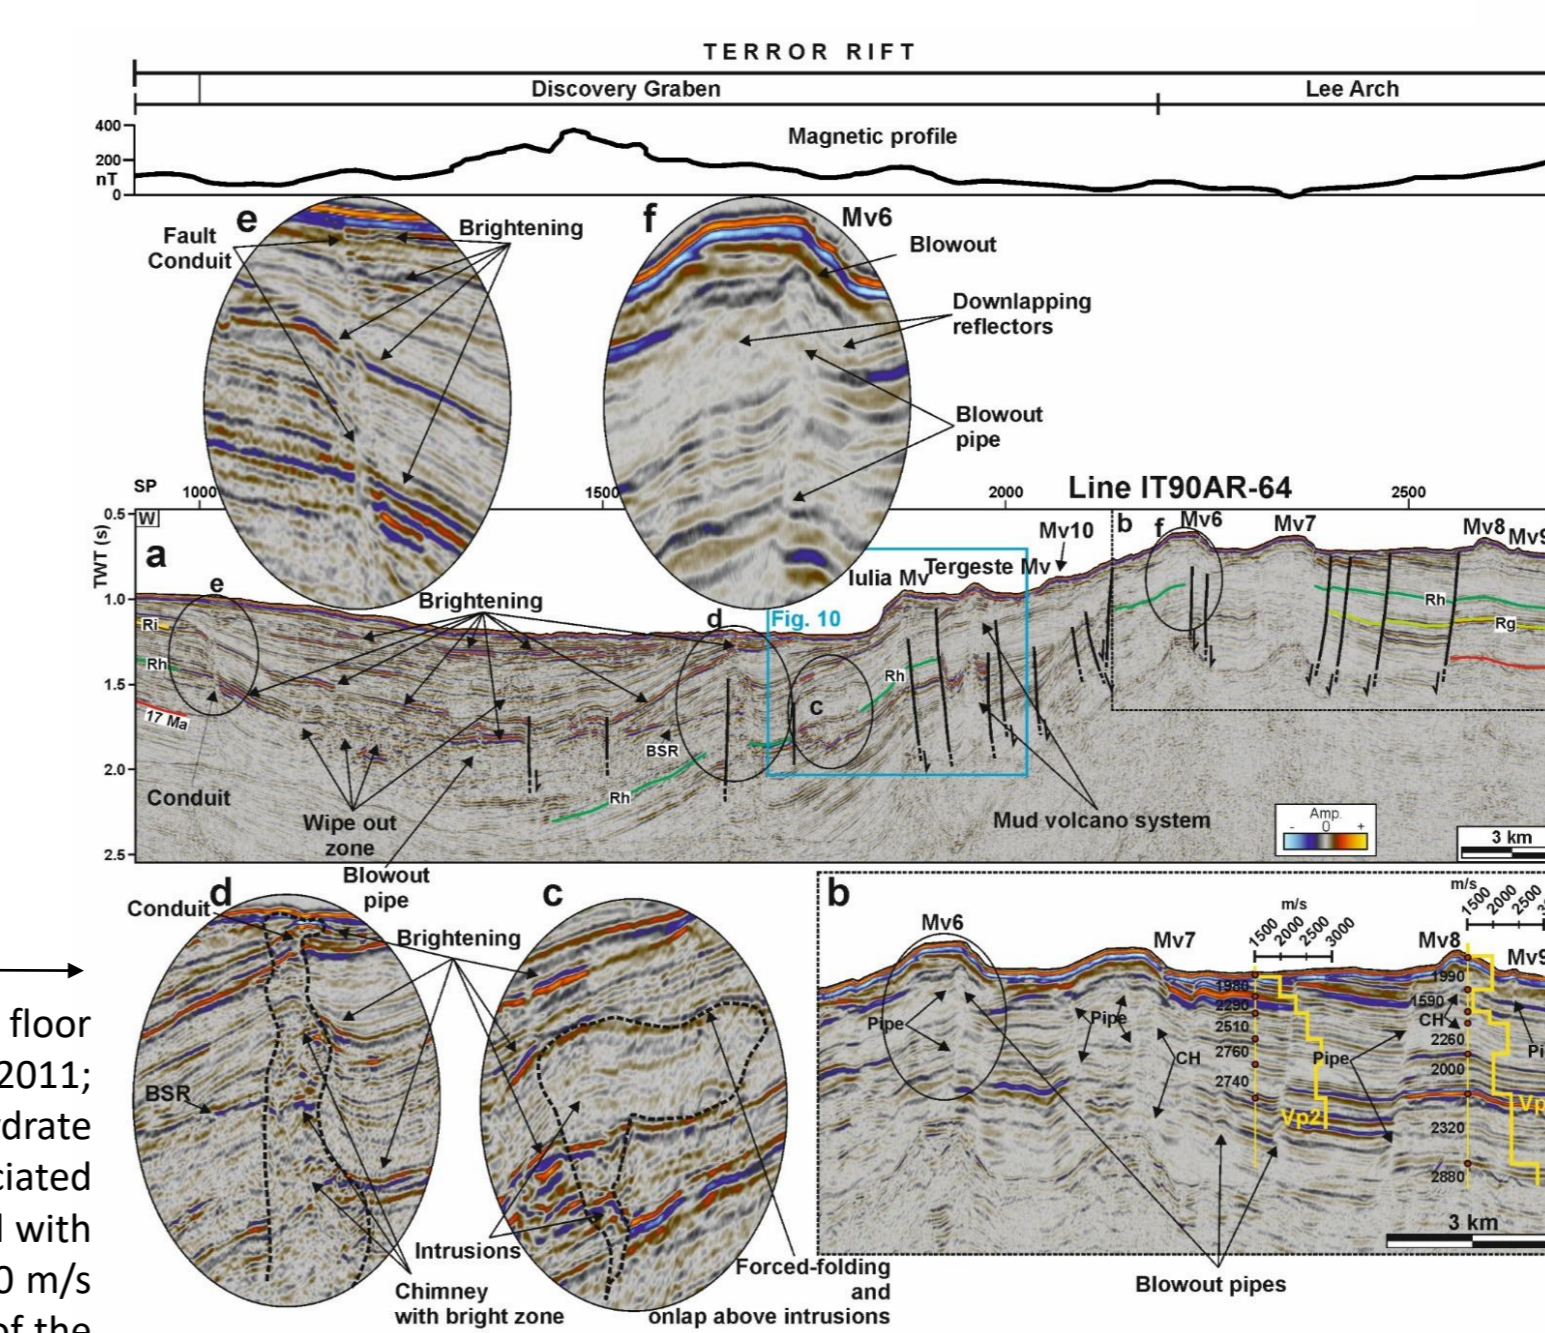 TERROR RIFT
Discovery Graben
Lee Arch
Magnetic profile
400
200
nT
0
e
Fault
Conduit
Brightening
f
Mv6
Blowout
Downlapping
reflectors
Blowout
pipe
SP
1000
1500
2000
Line IT90AR-64
2500
TWT (s)
0.5
1.0
1.5
2.0
2.5
W
a
e
Ri
Rh
17 Ma
Conduit
Brightening
Wipe out
zone
Blowout
pipe
BSR
Rh
d
Fig. 10
c
Rh
Iulia Mv
Tergeste Mv
Mv10
b
f
Mv6
Mv7
Mv8
Mv9
Rh
Rg
Mud volcano system
Amp.
- 0 +
3 km
d
Conduit
Brightening
BSR
Chimney
with bright zone
c
Intrusions
Forced-folding
and
onlap above intrusions
b
Mv6
Mv7
Mv8
Mv9
m/s
1500
2000
2500
3000
m/s
1500
2000
2500
Pipe
Pipe
CH
Pipe
CH
1980
2290
2510
2760
2740
Vp2
1990
1590
2260
2000
2320
2880
Vp
3 km
Blowout pipes
floor
2011;
drate
ciated
l with
0 m/s
of the